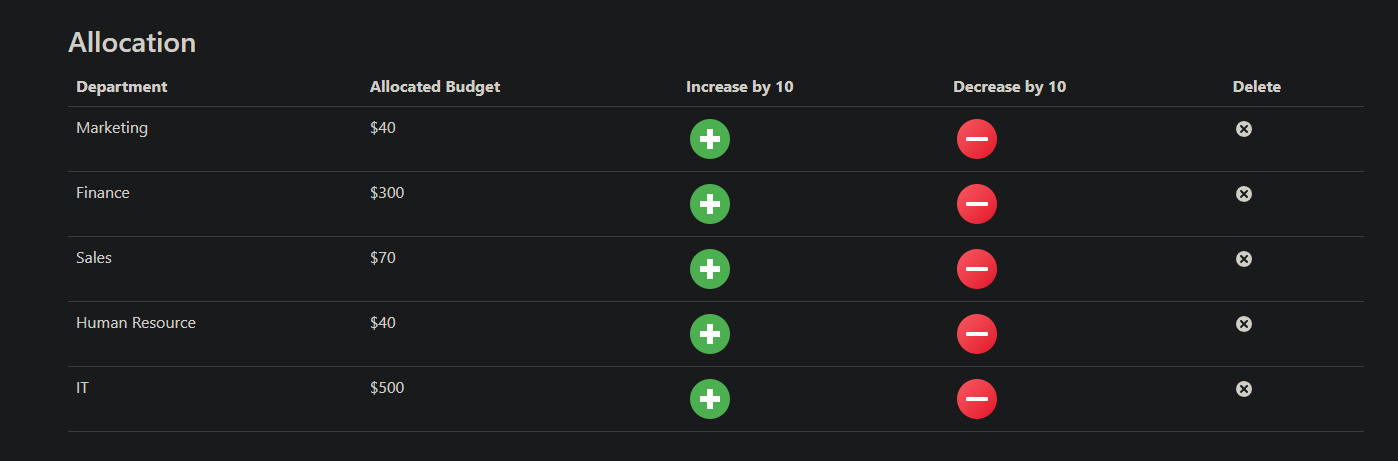 Allocation
Department Allocated Budget Increase by 10 Decrease by 10 Delete
Marketing $40
Finance $300
Sales $70
Human Resource $40
IT $500